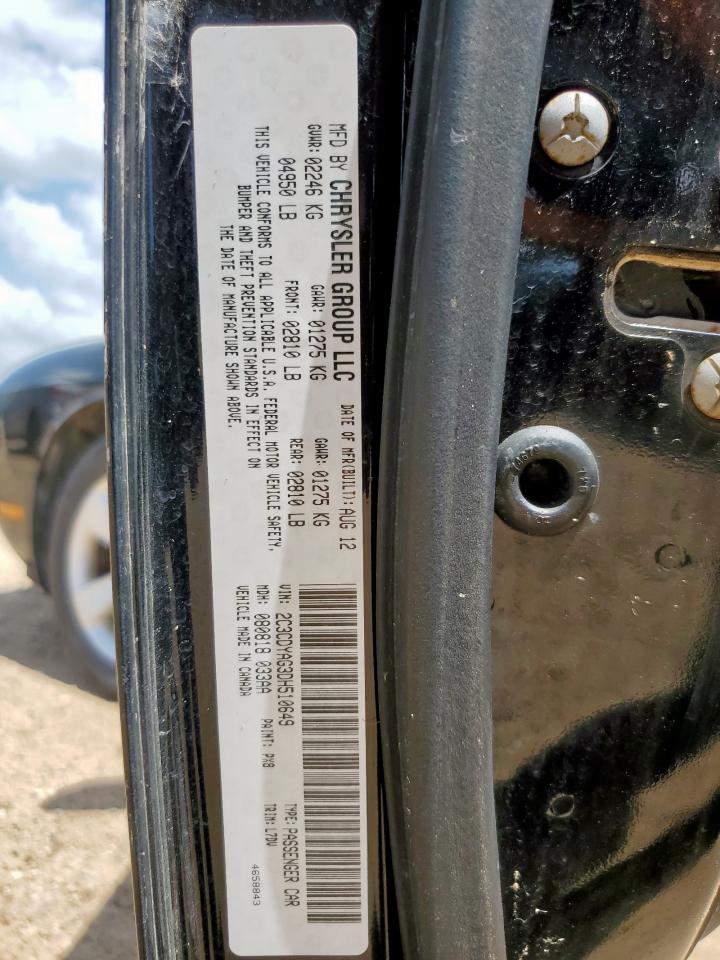 MFD BY CHRYSLER GROUP LLC DATE OF MFR(BUILT): AUG 12
GVWR: 02246 KG GAWR: 01275 KG GAWR: 01275 KG
04950 LB FRONT: 02810 LB REAR: 02810 LB
THIS VEHICLE CONFORMS TO ALL APPLICABLE U.S.A. FEDERAL MOTOR VEHICLE SAFETY,
BUMPER AND THEFT PREVENTION STANDARDS IN EFFECT ON
THE DATE OF MANUFACTURE SHOWN ABOVE.
VIN: 2C3CDYAG3DH510649 TYPE: PASSENGER CAR
MDH: 080818 033AA PAINT: PX8 TRIM: L7DV
VEHICLE MADE IN CANADA
4658843